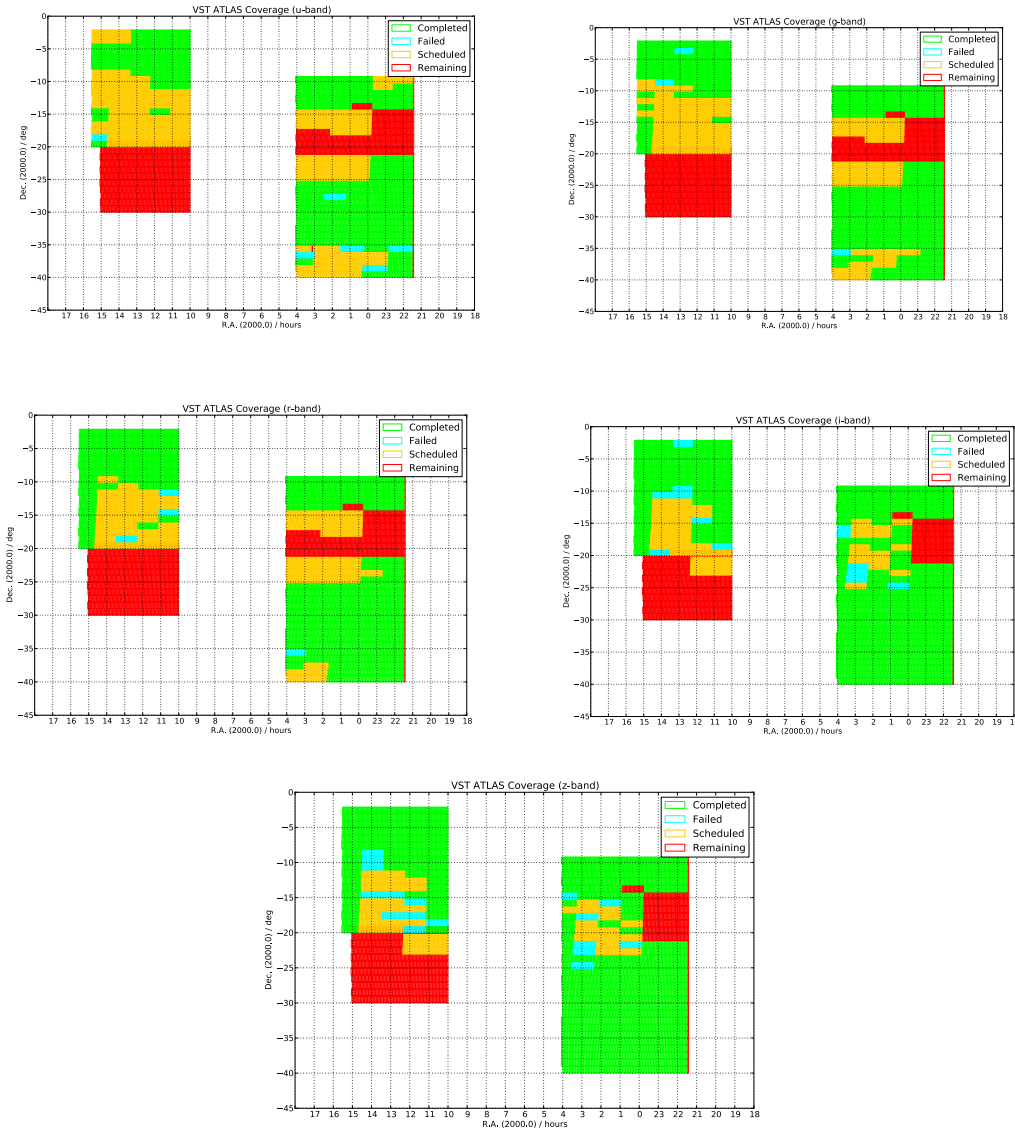 VST ATLAS Coverage (u-band)
Completed
Failed
Scheduled
Remaining
0
−5
−10
−15
−20
−25
−30
−35
−40
−45
Dec. (2000.0) / deg
17 16 15 14 13 12 11 10 9 8 7 6 5 4 3 2 1 0 23 22 21 20 19 18
R.A. (2000.0) / hours
VST ATLAS Coverage (g-band)
Completed
Failed
Scheduled
Remaining
0
−5
−10
−15
−20
−25
−30
−35
−40
−45
Dec. (2000.0) / deg
17 16 15 14 13 12 11 10 9 8 7 6 5 4 3 2 1 0 23 22 21 20 19 18
R.A. (2000.0) / hours
VST ATLAS Coverage (r-band)
Completed
Failed
Scheduled
Remaining
0
−5
−10
−15
−20
−25
−30
−35
−40
−45
Dec. (2000.0) / deg
17 16 15 14 13 12 11 10 9 8 7 6 5 4 3 2 1 0 23 22 21 20 19 18
R.A. (2000.0) / hours
VST ATLAS Coverage (i-band)
Completed
Failed
Scheduled
Remaining
0
−5
−10
−15
−20
−25
−30
−35
−40
−45
Dec. (2000.0) / deg
17 16 15 14 13 12 11 10 9 8 7 6 5 4 3 2 1 0 23 22 21 20 19 1
R.A. (2000.0) / hours
VST ATLAS Coverage (z-band)
Completed
Failed
Scheduled
Remaining
0
−5
−10
−15
−20
−25
−30
−35
−40
−45
Dec. (2000.0) / deg
17 16 15 14 13 12 11 10 9 8 7 6 5 4 3 2 1 0 23 22 21 20 19 18
R.A. (2000.0) / hours